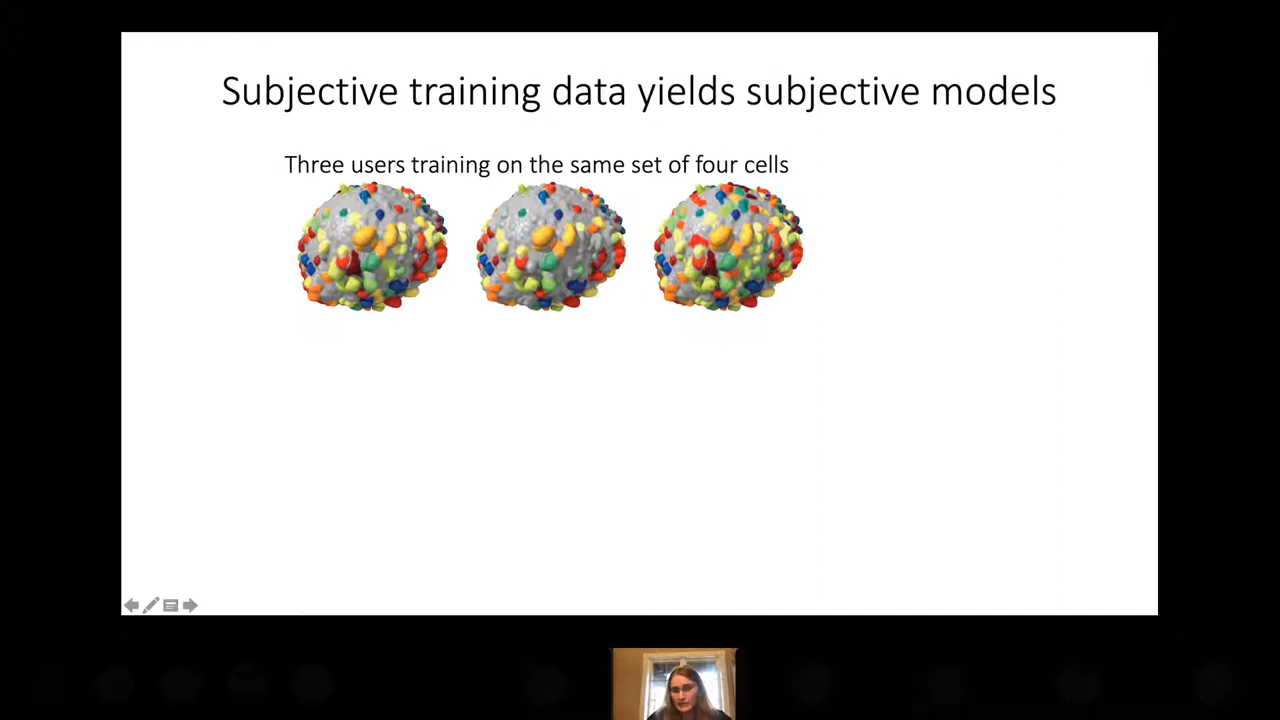 Subjective training data yields subjective models
Three users training on the same set of four cells